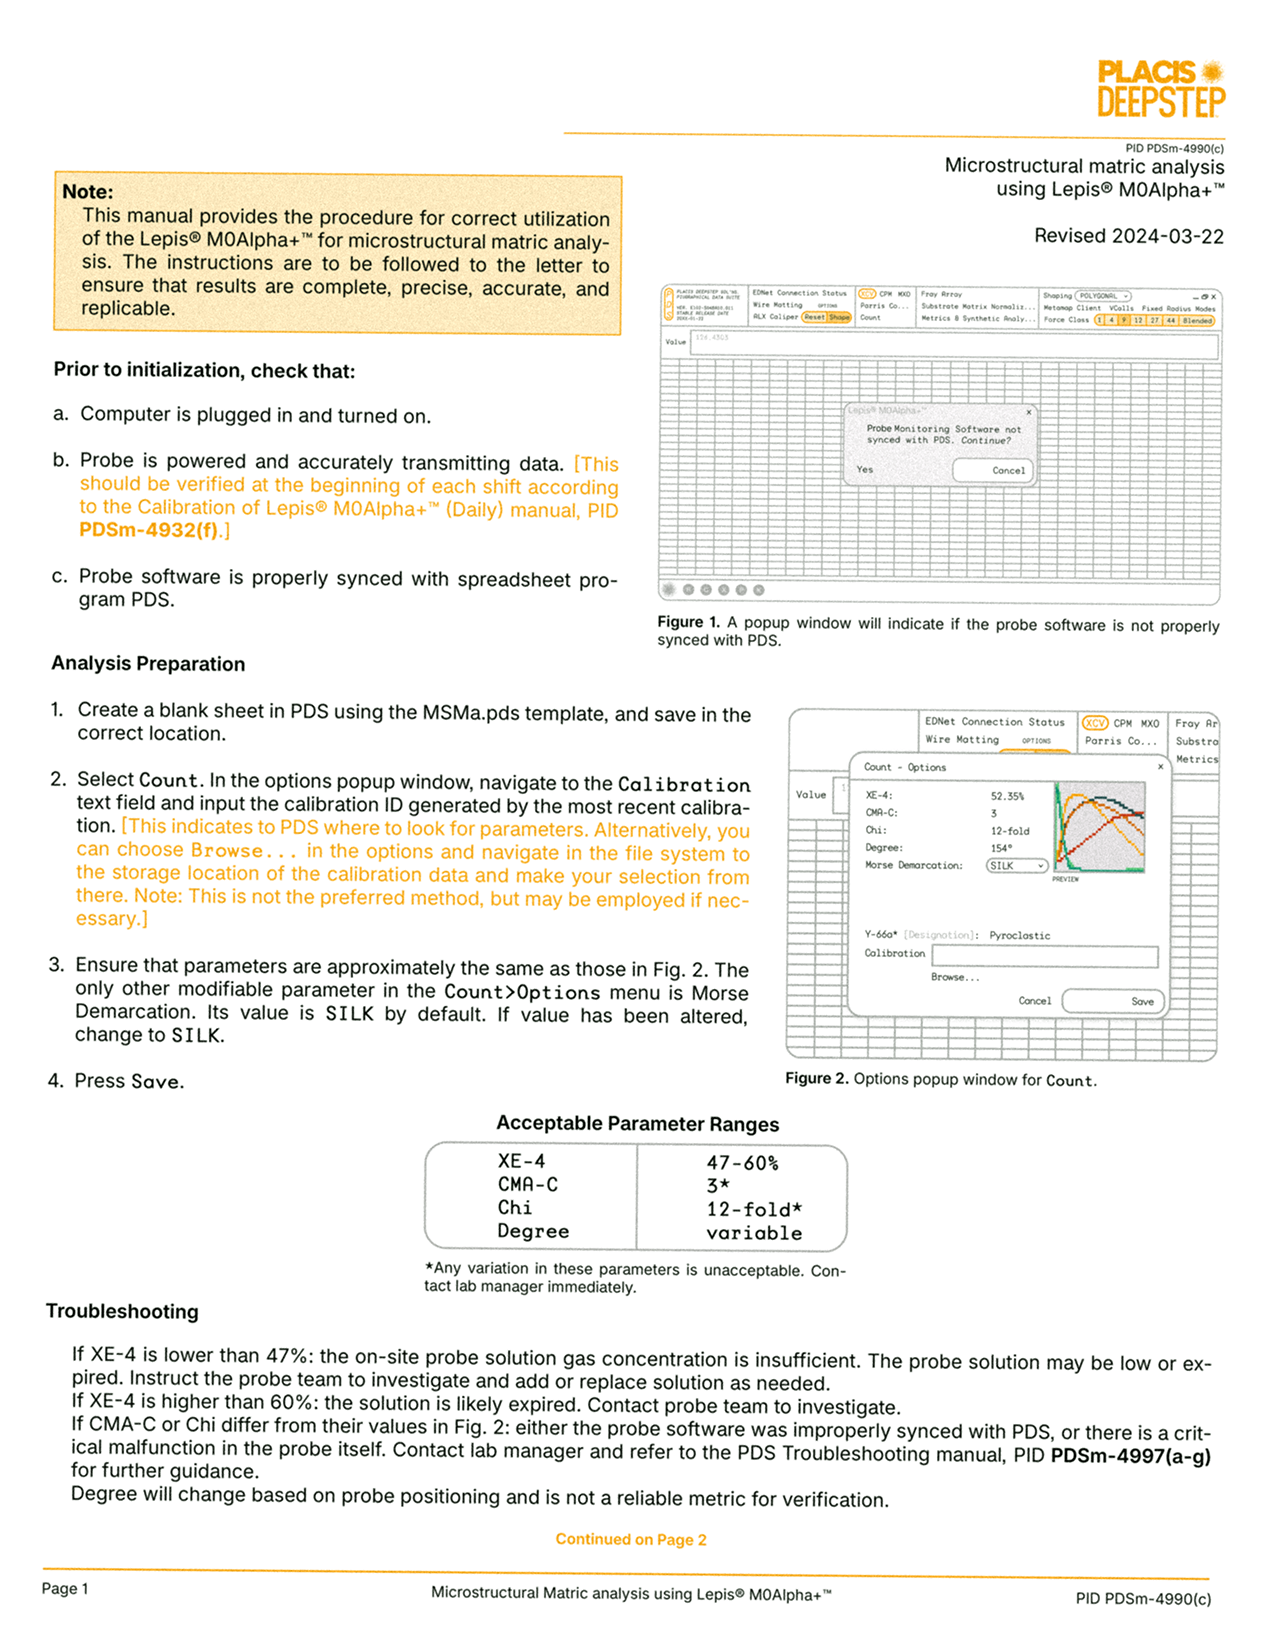 PLACIS
DEEPSTEP
PID PDSm-4990(c)
Microstructural matric analysis
using Lepis® M0Alpha+™
Revised 2024-03-22
Note:
This manual provides the procedure for correct utilization
of the Lepis® M0Alpha+™ for microstructural matric analy-
sis. The instructions are to be followed to the letter to
ensure that results are complete, precise, accurate, and
replicable.
Prior to initialization, check that:
a. Computer is plugged in and turned on.
b. Probe is powered and accurately transmitting data. [This
should be verified at the beginning of each shift according
to the Calibration of Lepis® M0Alpha+™ (Daily) manual, PID
PDSm-4932(f).]
c. Probe software is properly synced with spreadsheet pro-
gram PDS.
EDNet Connection Status
Wire Matting OPTIONS
RLX Caliper Reset Shape
XCV CPM MXO
Parris Co...
Count
Fray Array
Substrate Matrix Normaliz...
Metrics & Synthetic Analy...
Shaping POLYGONAL
Metamap Client VCalls Fixed Radius Modes
Force Class 1 4 9 12 27 44 Blended
Value
Lepis® M0Alpha+™ x
Probe Monitoring Software not
synced with PDS. Continue?
Yes Cancel
Figure 1. A popup window will indicate if the probe software is not properly
synced with PDS.
Analysis Preparation
1. Create a blank sheet in PDS using the MSMa.pds template, and save in the
correct location.
2. Select Count. In the options popup window, navigate to the Calibration
text field and input the calibration ID generated by the most recent calibra-
tion. [This indicates to PDS where to look for parameters. Alternatively, you
can choose Browse... in the options and navigate in the file system to
the storage location of the calibration data and make your selection from
there. Note: This is not the preferred method, but may be employed if nec-
essary.]
3. Ensure that parameters are approximately the same as those in Fig. 2. The
only other modifiable parameter in the Count>Options menu is Morse
Demarcation. Its value is SILK by default. If value has been altered,
change to SILK.
4. Press Save.
EDNet Connection Status
Wire Matting OPTIONS
XCV CPM MXO
Parris Co...
Fray Ar
Substra
Metrics
Value
Count - Options x
XE-4: 52.35%
CMA-C: 3
Chi: 12-fold
Degree: 154°
Morse Demarcation: SILK
PREVIEW
Y-66a* [Designation]: Pyroclastic
Calibration
Browse...
Cancel Save
Figure 2. Options popup window for Count.
Acceptable Parameter Ranges
XE-4 47-60%
CMA-C 3*
Chi 12-fold*
Degree variable
*Any variation in these parameters is unacceptable. Con-
tact lab manager immediately.
Troubleshooting
If XE-4 is lower than 47%: the on-site probe solution gas concentration is insufficient. The probe solution may be low or ex-
pired. Instruct the probe team to investigate and add or replace solution as needed.
If XE-4 is higher than 60%: the solution is likely expired. Contact probe team to investigate.
If CMA-C or Chi differ from their values in Fig. 2: either the probe software was improperly synced with PDS, or there is a crit-
ical malfunction in the probe itself. Contact lab manager and refer to the PDS Troubleshooting manual, PID PDSm-4997(a-g)
for further guidance.
Degree will change based on probe positioning and is not a reliable metric for verification.
Continued on Page 2
Page 1
Microstructural Matric analysis using Lepis® M0Alpha+™
PID PDSm-4990(c)